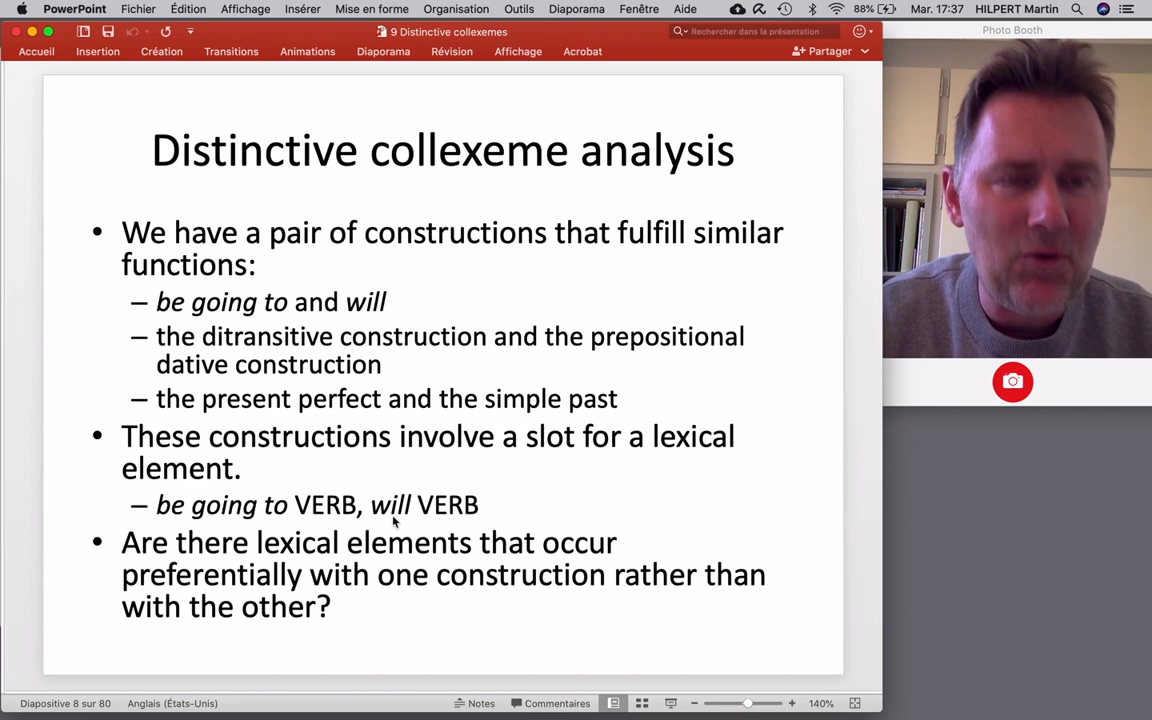 PowerPoint Fichier Édition Affichage Insérer Mise en forme Organisation Outils Diaporama Fenêtre Aide 88% Mar. 17:37 HILPERT Martin
9 Distinctive collexemes
Rechercher dans la présentation
Photo Booth
Accueil Insertion Création Transitions Animations Diaporama Révision Affichage Acrobat Partager
Distinctive collexeme analysis
• We have a pair of constructions that fulfill similar
functions:
– be going to and will
– the ditransitive construction and the prepositional
dative construction
– the present perfect and the simple past
• These constructions involve a slot for a lexical
element.
– be going to VERB, will VERB
• Are there lexical elements that occur
preferentially with one construction rather than
with the other?
Diapositive 8 sur 80 Anglais (États-Unis) Notes Commentaires 140%